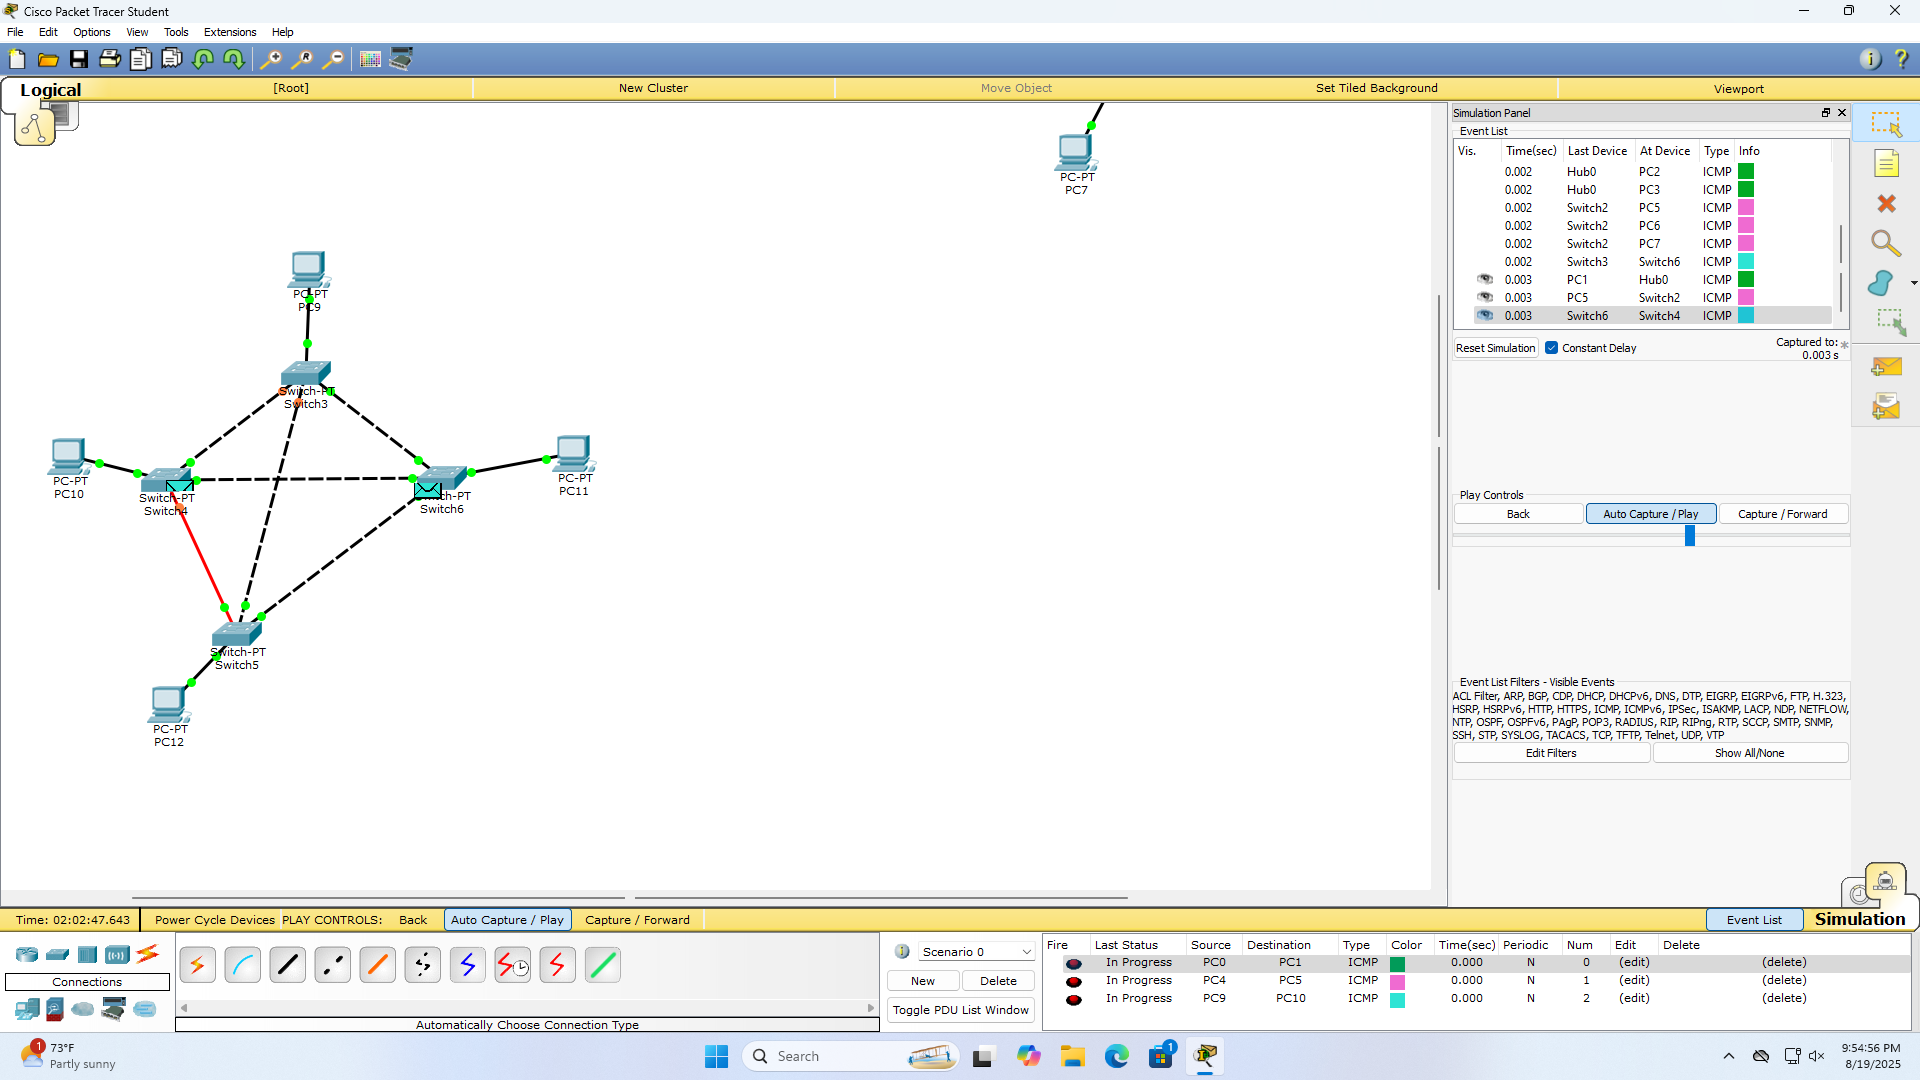 Cisco Packet Tracer Student
File Edit Options View Tools Extensions Help
Logical [Root] New Cluster Move Object Set Tiled Background Viewport
Simulation Panel
Event List
Vis. Time(sec) Last Device At Device Type Info
0.002 Hub0 PC2 ICMP
0.002 Hub0 PC3 ICMP
0.002 Switch2 PC5 ICMP
0.002 Switch2 PC6 ICMP
0.002 Switch2 PC7 ICMP
0.002 Switch3 Switch6 ICMP
0.003 PC1 Hub0 ICMP
0.003 PC5 Switch2 ICMP
0.003 Switch6 Switch4 ICMP
Reset Simulation Constant Delay Captured to: *
0.003 s
Play Controls
Back Auto Capture / Play Capture / Forward
Event List Filters - Visible Events
ACL Filter, ARP, BGP, CDP, DHCP, DHCPv6, DNS, DTP, EIGRP, EIGRPv6, FTP, H.323,
HSRP, HSRPv6, HTTP, HTTPS, ICMP, ICMPv6, IPSec, ISAKMP, LACP, NDP, NETFLOW,
NTP, OSPF, OSPFv6, PAgP, POP3, RADIUS, RIP, RIPng, RTP, SCCP, SMTP, SNMP,
SSH, STP, SYSLOG, TACACS, TCP, TFTP, Telnet, UDP, VTP
Edit Filters Show All/None
PC-PT
PC7
PC-PT
PC9
Switch-PT
Switch3
PC-PT
PC10
Switch-PT
Switch4
Switch-PT
Switch6
PC-PT
PC11
Switch-PT
Switch5
PC-PT
PC12
Time: 02:02:47.643 Power Cycle Devices PLAY CONTROLS: Back Auto Capture / Play Capture / Forward Event List Simulation
Connections
Automatically Choose Connection Type
Scenario 0
New Delete
Toggle PDU List Window
Fire Last Status Source Destination Type Color Time(sec) Periodic Num Edit Delete
In Progress PC0 PC1 ICMP 0.000 N 0 (edit) (delete)
In Progress PC4 PC5 ICMP 0.000 N 1 (edit) (delete)
In Progress PC9 PC10 ICMP 0.000 N 2 (edit) (delete)
1
73°F
Partly sunny
Search
1
9:54:56 PM
8/19/2025